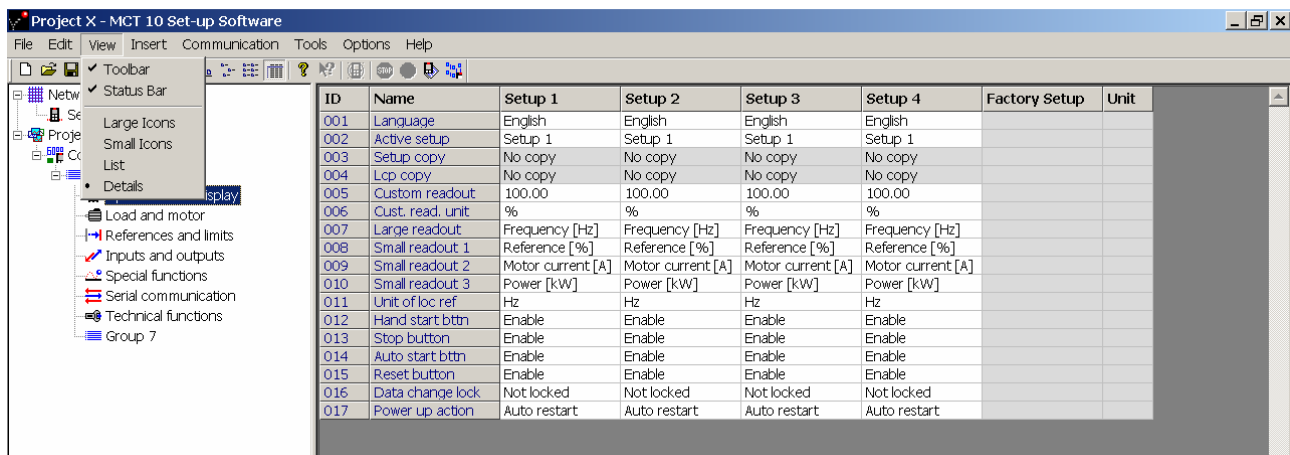 Project X - MCT 10 Set-up Software
File Edit View Insert Communication Tools Options Help
Toolbar
Status Bar
Large Icons
Small Icons
List
Details
Netw
Se
Proje
Co
isplay
Load and motor
References and limits
Inputs and outputs
Special functions
Serial communication
Technical functions
Group 7
ID Name Setup 1 Setup 2 Setup 3 Setup 4 Factory Setup Unit
001 Language English English English English
002 Active setup Setup 1 Setup 1 Setup 1 Setup 1
003 Setup copy No copy No copy No copy No copy
004 Lcp copy No copy No copy No copy No copy
005 Custom readout 100.00 100.00 100.00 100.00
006 Cust. read. unit % % % %
007 Large readout Frequency [Hz] Frequency [Hz] Frequency [Hz] Frequency [Hz]
008 Small readout 1 Reference [%] Reference [%] Reference [%] Reference [%]
009 Small readout 2 Motor current [A] Motor current [A] Motor current [A] Motor current [A]
010 Small readout 3 Power [kW] Power [kW] Power [kW] Power [kW]
011 Unit of loc ref Hz Hz Hz Hz
012 Hand start bttn Enable Enable Enable Enable
013 Stop button Enable Enable Enable Enable
014 Auto start bttn Enable Enable Enable Enable
015 Reset button Enable Enable Enable Enable
016 Data change lock Not locked Not locked Not locked Not locked
017 Power up action Auto restart Auto restart Auto restart Auto restart